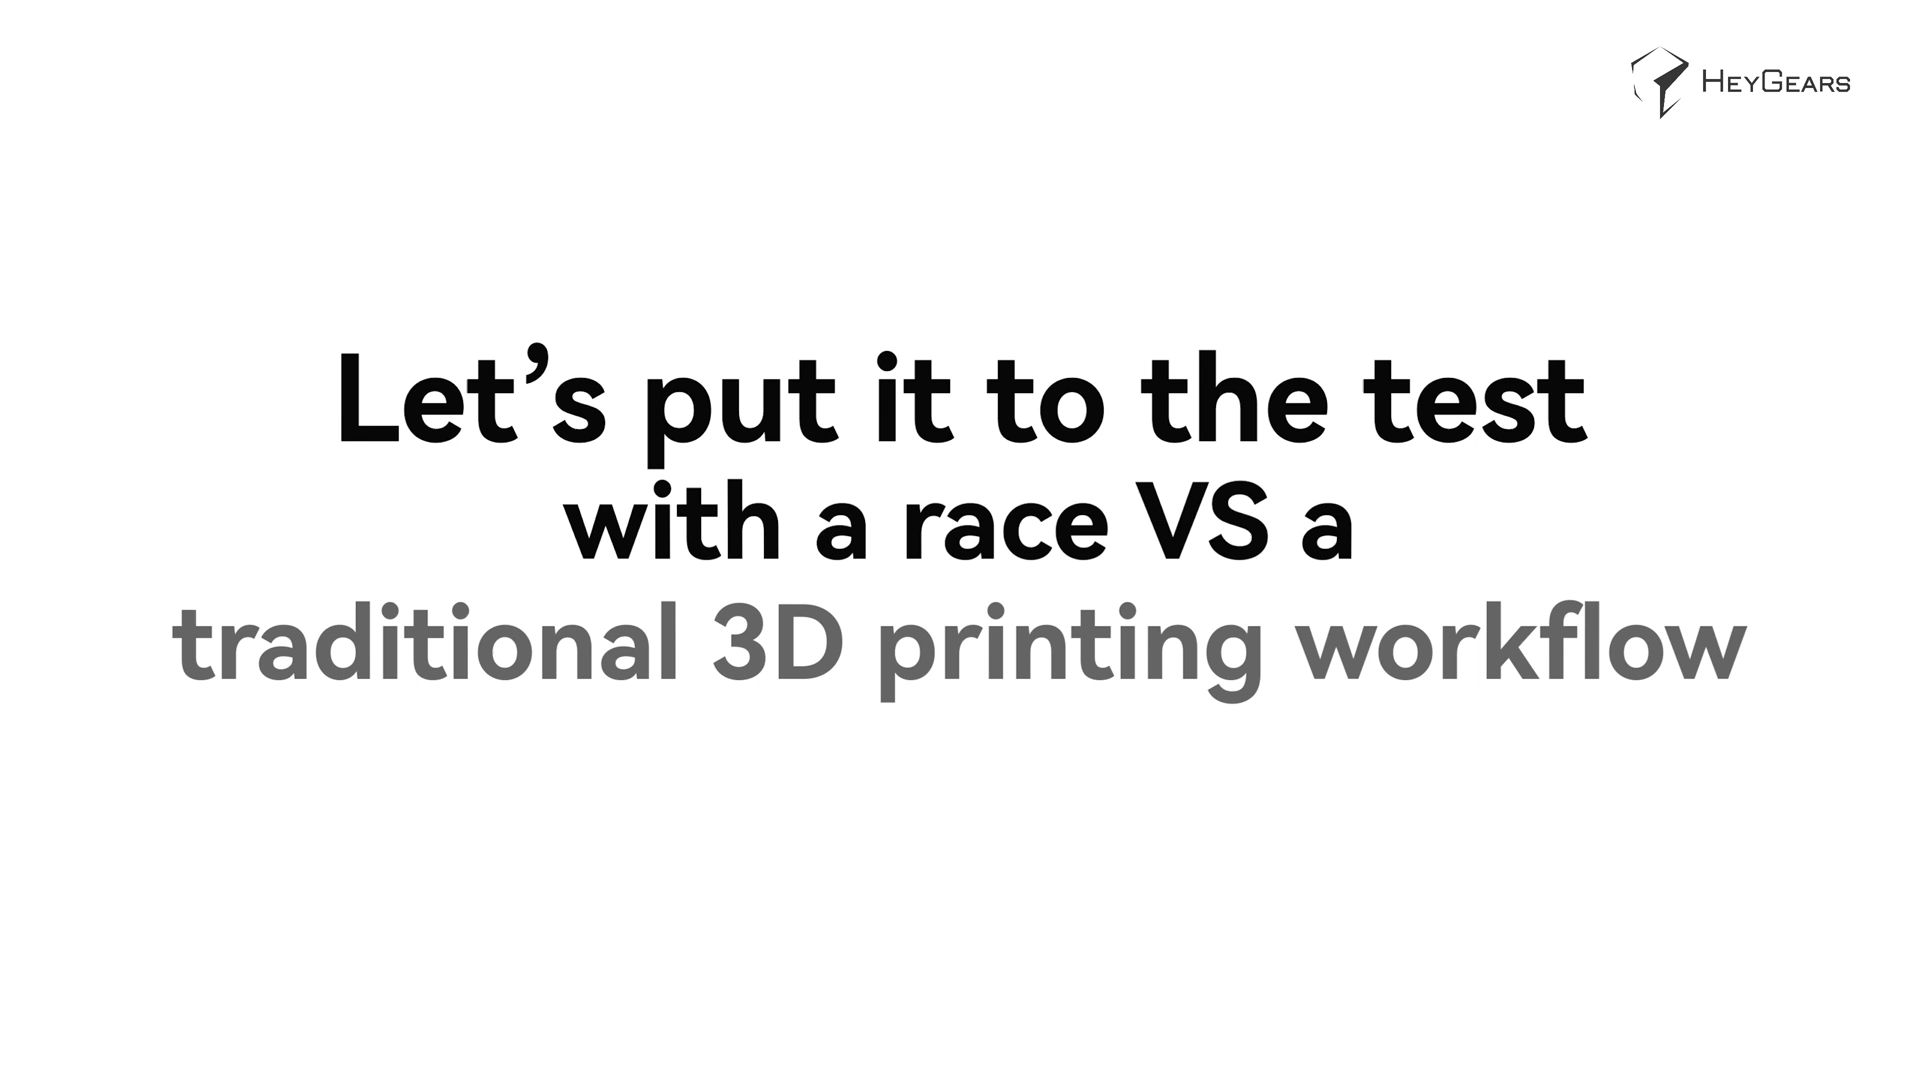 HeyGears
Let’s put it to the test
with a race VS a
traditional 3D printing workflow